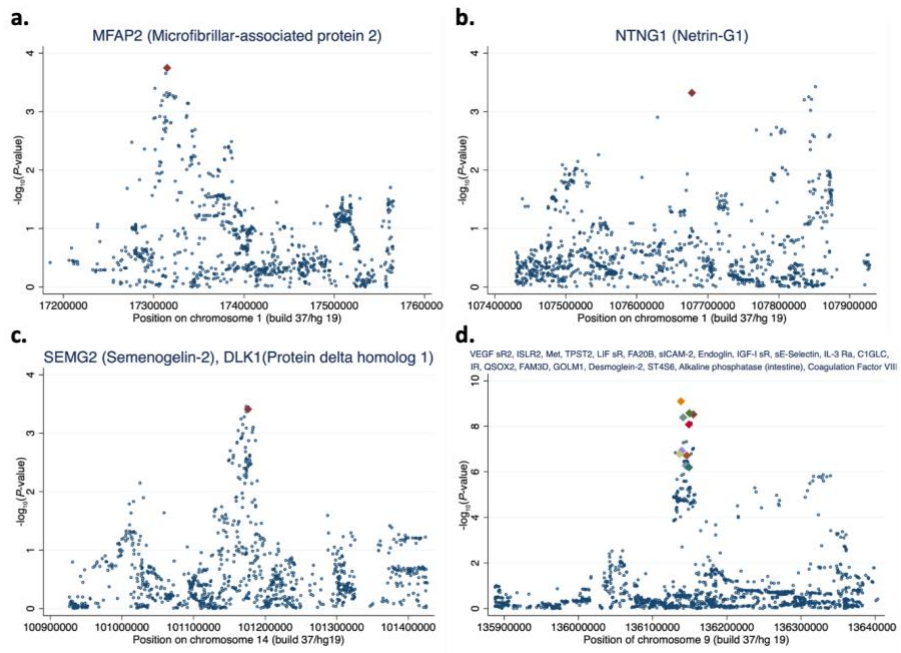 a.
MFAP2 (Microfibrillar-associated protein 2)
-log₁₀(P-value)
4
3
2
1
0
17200000 17300000 17400000 17500000 17600000
Position on chromosome 1 (build 37/hg 19)
b.
NTNG1 (Netrin-G1)
-log₁₀(P-value)
4
3
2
1
0
107400000 107500000 107600000 107700000 107800000 107900000
Position on chromosome 1 (build 37/hg 19)
c.
SEMG2 (Semenogelin-2), DLK1(Protein delta homolog 1)
-log₁₀(P-value)
4
3
2
1
0
100900000 101000000 101100000 101200000 101300000 101400000
Position on chromosome 14 (build 37/hg19)
d.
VEGF sR2, ISLR2, Met, TPST2, LIF sR, FA20B, sICAM-2, Endoglin, IGF-I sR, sE-Selectin, IL-3 Ra, C1GLC,
IR, QSOX2, FAM3D, GOLM1, Desmoglein-2, ST4S6, Alkaline phosphatase (intestine), Coagulation Factor VIII
-log₁₀(P-value)
10
8
6
4
2
0
135900000 136000000 136100000 136200000 136300000 13640000
Position of chromosome 9 (build 37/hg 19)